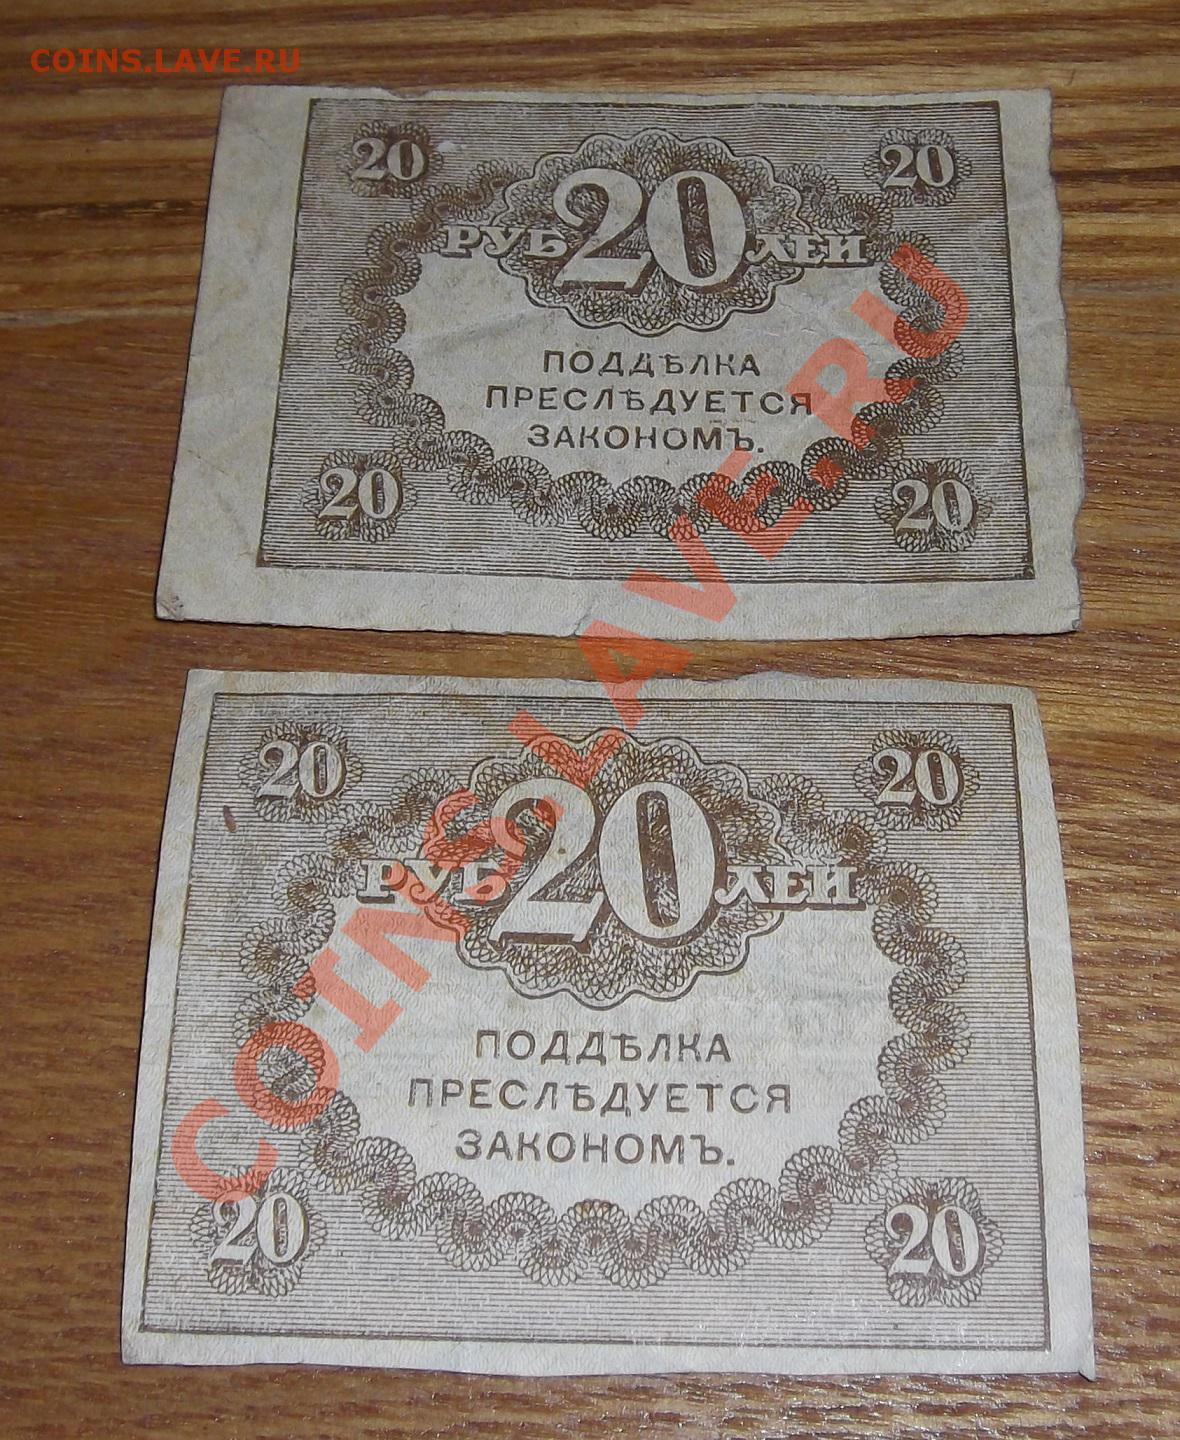 COINS.LAVE.RU
20 20
РУБ 20 ЛЕЙ
ПОДДѢЛКА
ПРЕСЛѢДУЕТСЯ
ЗАКОНОМЪ.
20 20
20 20
РУБ 20 ЛЕЙ
ПОДДѢЛКА
ПРЕСЛѢДУЕТСЯ
ЗАКОНОМЪ.
20 20
COINS.LAVE.RU